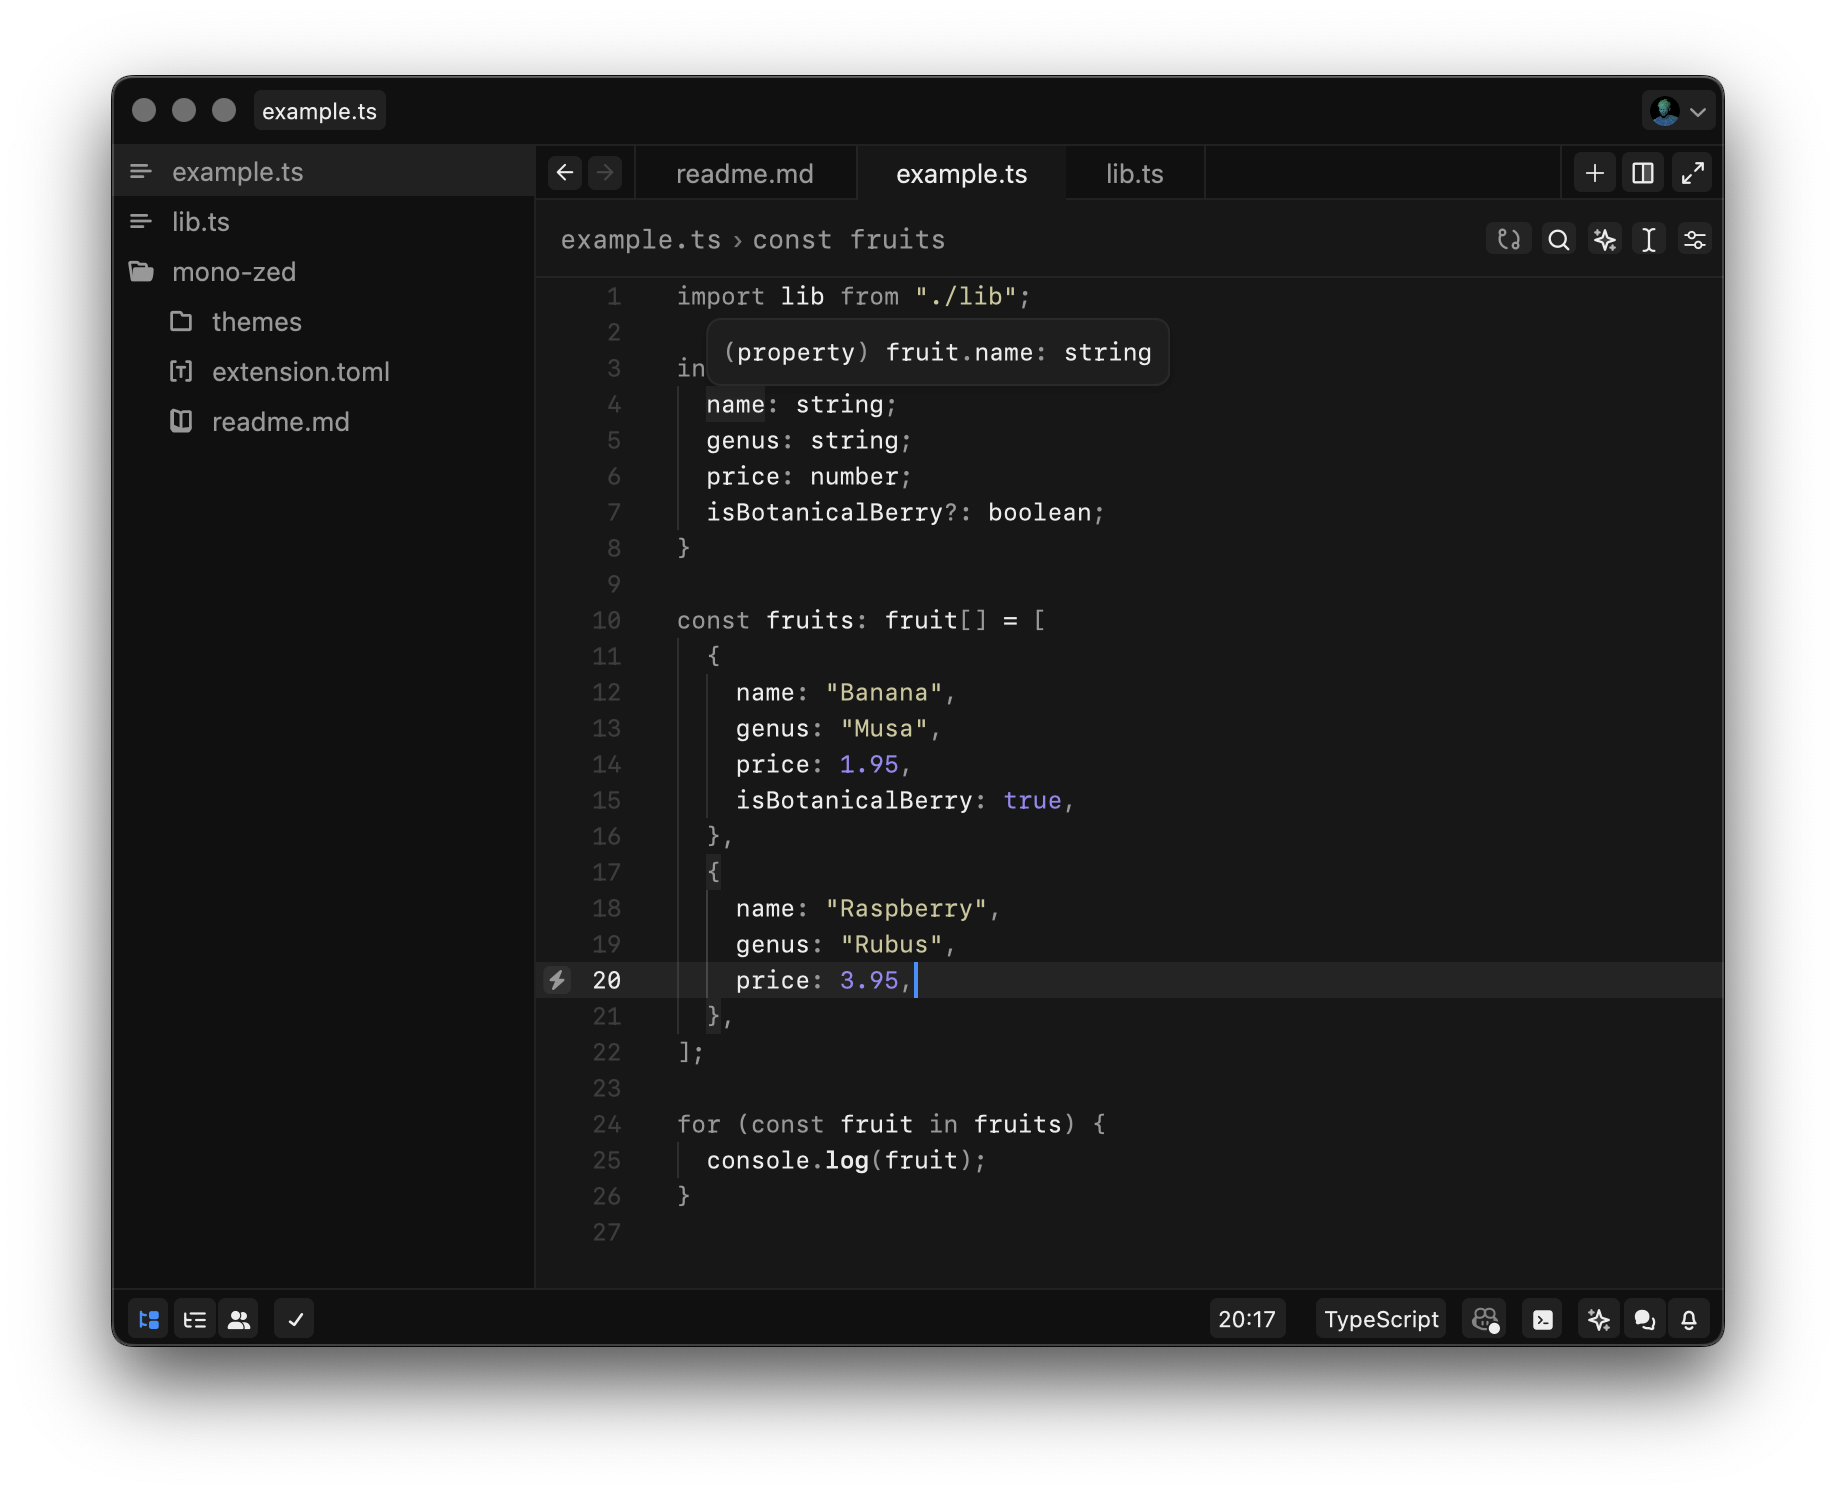 example.ts
example.ts
lib.ts
mono-zed
themes
extension.toml
readme.md
readme.md
example.ts
lib.ts
example.ts › const fruits
1 import lib from "./lib";
2
(property) fruit.name: string
3 in
4 name: string;
5 genus: string;
6 price: number;
7 isBotanicalBerry?: boolean;
8 }
9
10 const fruits: fruit[] = [
11 {
12 name: "Banana",
13 genus: "Musa",
14 price: 1.95,
15 isBotanicalBerry: true,
16 },
17 {
18 name: "Raspberry",
19 genus: "Rubus",
20 price: 3.95,
21 },
22 ];
23
24 for (const fruit in fruits) {
25 console.log(fruit);
26 }
27
20:17
TypeScript